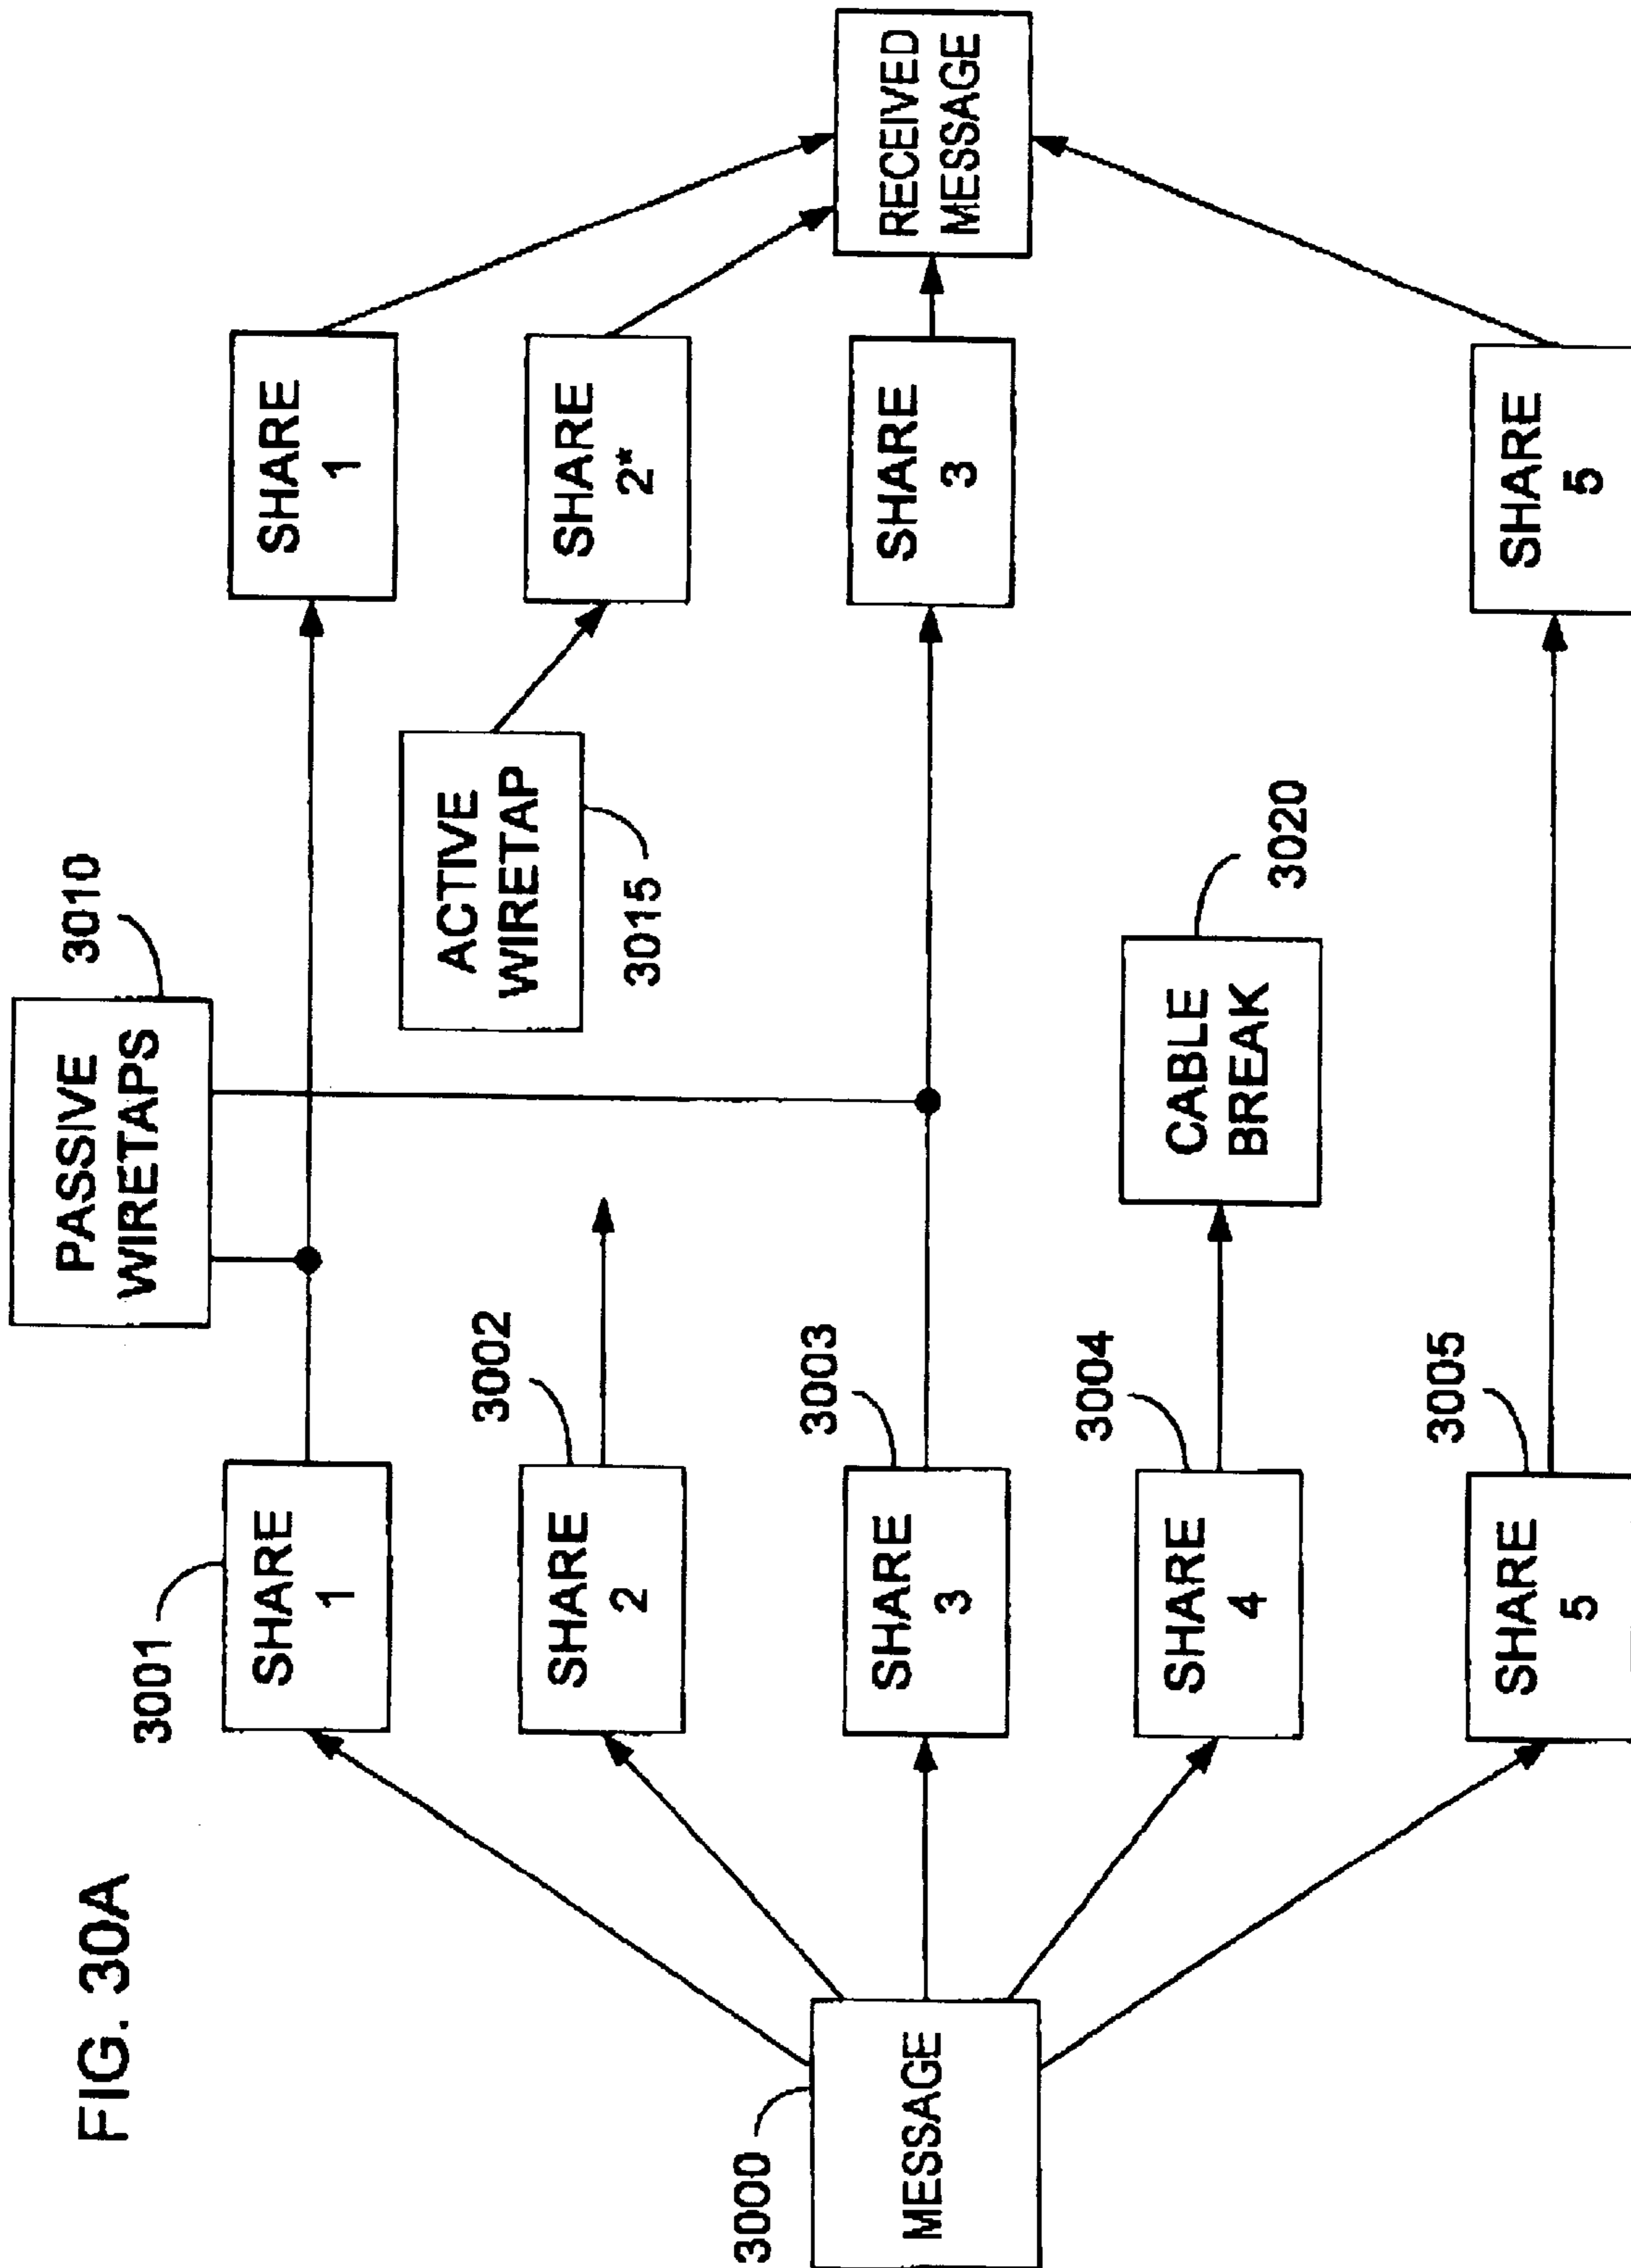 FIG. 30A
3000
MESSAGE
3001
SHARE
1
3002
SHARE
2
3003
SHARE
3
3004
SHARE
4
3005
SHARE
5
PASSIVE
WIRETAPS
3010
ACTIVE
WIRETAP
3015
CABLE
BREAK
3020
SHARE
1
SHARE
2*
SHARE
3
SHARE
5
RECEIVED
MESSAGE